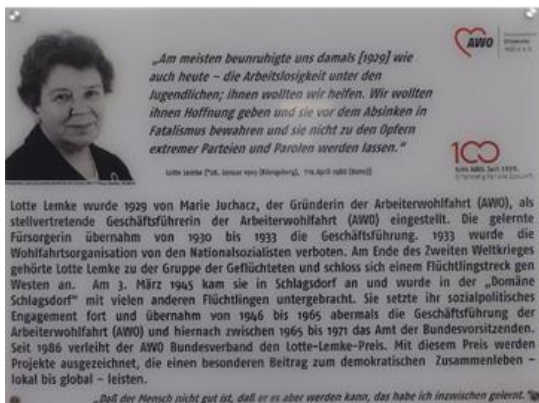 „Am meisten beunruhigte uns damals [1929] wie
auch heute – die Arbeitslosigkeit unter den
Jugendlichen; ihnen wollten wir helfen. Wir wollten
ihnen Hoffnung geben und sie vor dem Absinken in
Fatalismus bewahren und sie nicht zu den Opfern
extremer Parteien und Parolen werden lassen.“
Lotte Lemke
AWO
100
Echt AWO. Seit 1919.
Erfahrung für die Zukunft.
Lotte Lemke wurde 1929 von Marie Juchacz, der Gründerin der Arbeiterwohlfahrt (AWO), als
stellvertretende Geschäftsführerin der Arbeiterwohlfahrt (AWO) eingestellt. Die gelernte
Fürsorgerin übernahm von 1930 bis 1933 die Geschäftsführung. 1933 wurde die
Wohlfahrtsorganisation von den Nationalsozialisten verboten. Am Ende des Zweiten Weltkrieges
gehörte Lotte Lemke zu der Gruppe der Geflüchteten und schloss sich einem Flüchtlingstreck gen
Westen an. Am 3. März 1945 kam sie in Schlagsdorf an und wurde in der „Domäne
Schlagsdorf“ mit vielen anderen Flüchtlingen untergebracht. Sie setzte ihr sozialpolitisches
Engagement fort und übernahm von 1946 bis 1965 abermals die Geschäftsführung der
Arbeiterwohlfahrt (AWO) und hiernach zwischen 1965 bis 1971 das Amt der Bundesvorsitzenden.
Seit 1986 verleiht der AWO Bundesverband den Lotte-Lemke-Preis. Mit diesem Preis werden
Projekte ausgezeichnet, die einen besonderen Beitrag zum demokratischen Zusammenleben –
lokal bis global – leisten.
„Daß der Mensch nicht gut ist, daß er es aber werden kann, das habe ich inzwischen gelernt.“